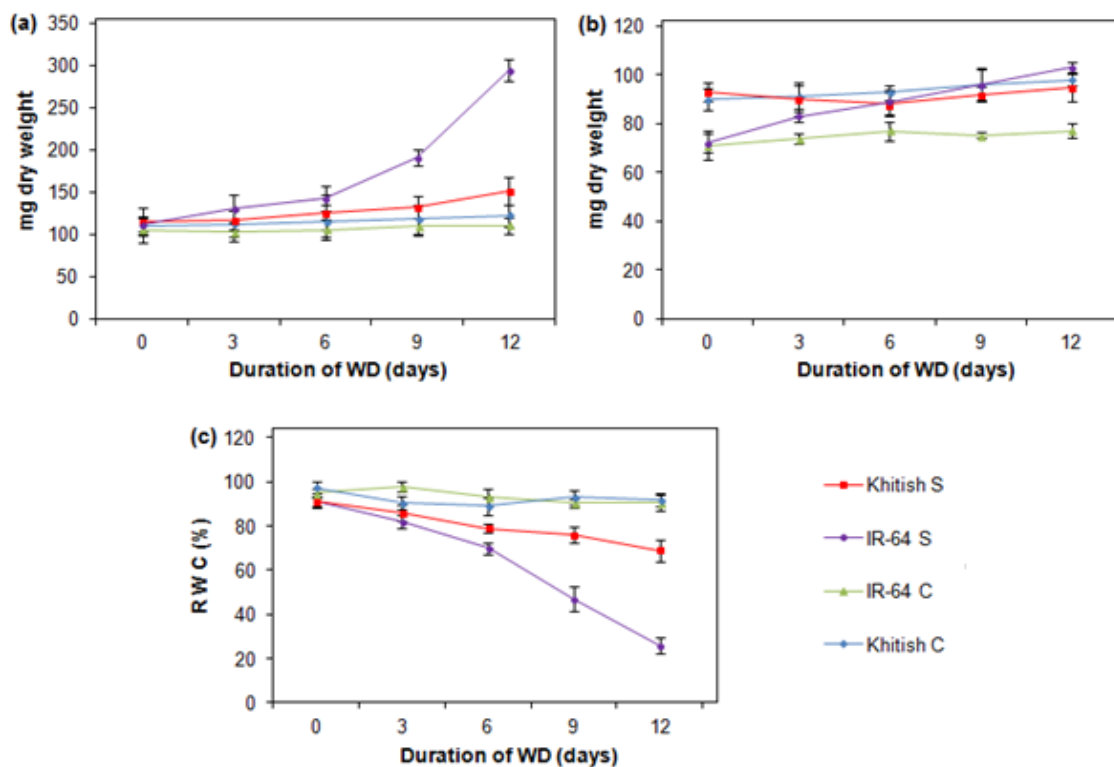 (a)
mg dry weight
350
300
250
200
150
100
50
0
0 3 6 9 12
Duration of WD (days)
(b)
mg dry weight
120
100
80
60
40
20
0
0 3 6 9 12
Duration of WD (days)
(c)
R W C (%)
120
100
80
60
40
20
0
0 3 6 9 12
Duration of WD (days)
Khitish S
IR-64 S
IR-64 C
Khitish C